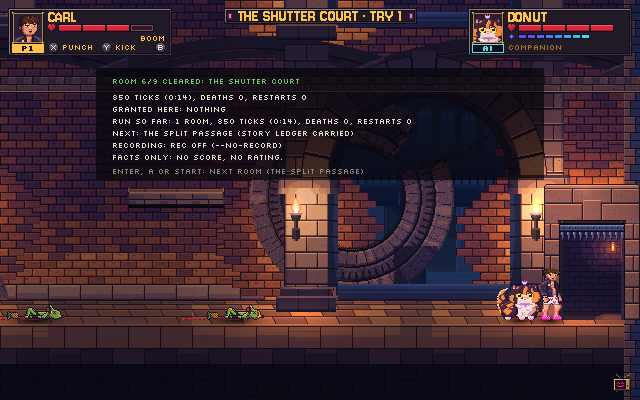 CARL
P1
X PUNCH Y KICK
BOOM
B
THE SHUTTER COURT · TRY 1
DONUT
AI
COMPANION
ROOM 6/9 CLEARED: THE SHUTTER COURT
850 TICKS (0:14), DEATHS 0, RESTARTS 0
GRANTED HERE: NOTHING
RUN SO FAR: 1 ROOM, 850 TICKS (0:14), DEATHS 0, RESTARTS 0
NEXT: THE SPLIT PASSAGE (STORY LEDGER CARRIED)
RECORDING: REC OFF (--NO-RECORD)
FACTS ONLY: NO SCORE, NO RATING.
ENTER, A OR START: NEXT ROOM (THE SPLIT PASSAGE)